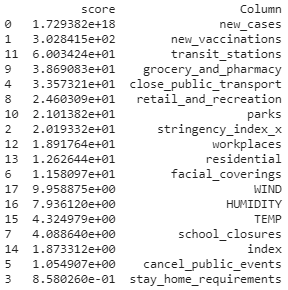 score Column
0 1.729382e+18 new_cases
1 3.028415e+02 new_vaccinations
11 6.003424e+01 transit_stations
9 3.869083e+01 grocery_and_pharmacy
4 3.357321e+01 close_public_transport
8 2.460309e+01 retail_and_recreation
10 2.101382e+01 parks
2 2.019332e+01 stringency_index_x
12 1.891764e+01 workplaces
13 1.262644e+01 residential
6 1.158097e+01 facial_coverings
17 9.958875e+00 WIND
16 7.936120e+00 HUMIDITY
15 4.324979e+00 TEMP
7 4.088640e+00 school_closures
14 1.873312e+00 index
5 1.054907e+00 cancel_public_events
3 8.580260e-01 stay_home_requirements